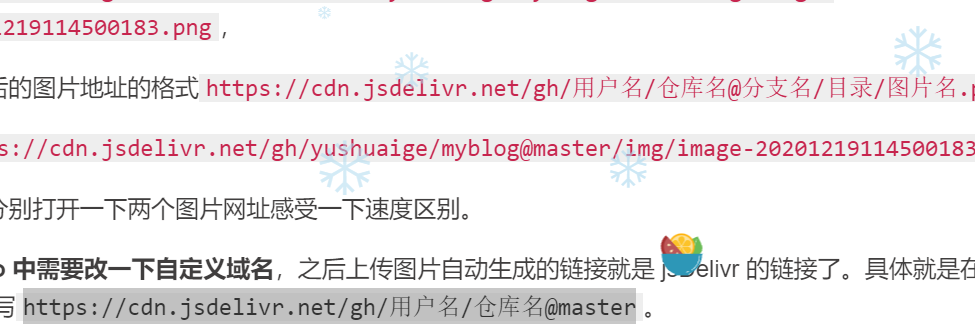 1219114500183.png ，
后的图片地址的格式 https://cdn.jsdelivr.net/gh/用户名/仓库名@分支名/目录/图片名.p
s://cdn.jsdelivr.net/gh/yushuaige/myblog@master/img/image-20201219114500183
分别打开一下两个图片网址感受一下速度区别。
中需要改一下自定义域名，之后上传图片自动生成的链接就是 jsDelivr 的链接了。具体就是在
写 https://cdn.jsdelivr.net/gh/用户名/仓库名@master 。